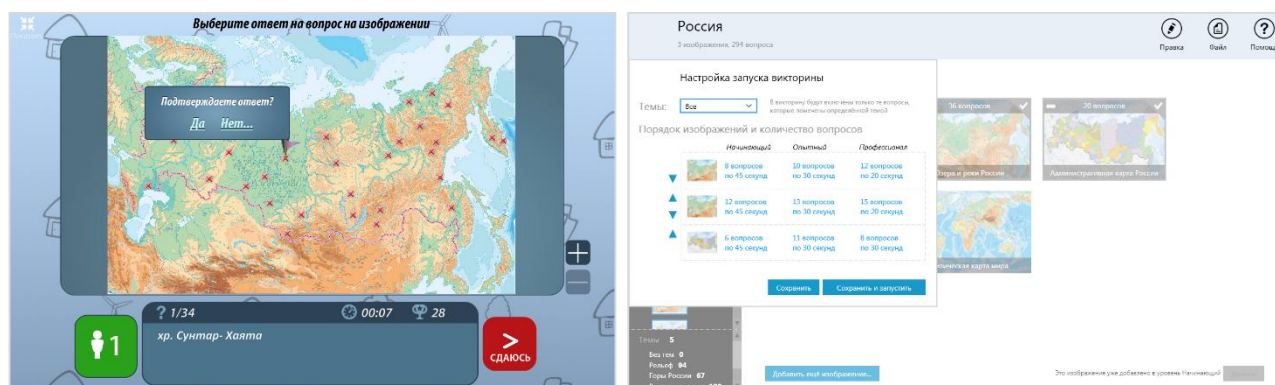 Выберите ответ на вопрос на изображении
Подтверждаете ответ?
Да Нет...
? 1/34 00:07 28
хр. Сунтар- Хаята
1
>
СДАЮСЬ
Россия
3 изображения, 294 вопроса
Правка Файл Помощь
Настройка запуска викторины
Темы: Все
В викторину будут включены только те вопросы,
которые помечены определённой темой
Порядок изображений и количество вопросов
Начинающий Опытный Профессионал
8 вопросов 10 вопросов 12 вопросов
по 45 секунд по 30 секунд по 20 секунд
12 вопросов 13 вопросов 15 вопросов
по 45 секунд по 30 секунд по 20 секунд
6 вопросов 11 вопросов 8 вопросов
по 45 секунд по 30 секунд по 30 секунд
Сохранить Сохранить и запустить
36 вопросов 20 вопросов
Озера и реки России Административная карта России
карта мира
Темы 5
Без тем 0
Рельеф 94
Горы России 67
Добавить ещё изображение...
Это изображение уже добавлено в уровень Начинающий